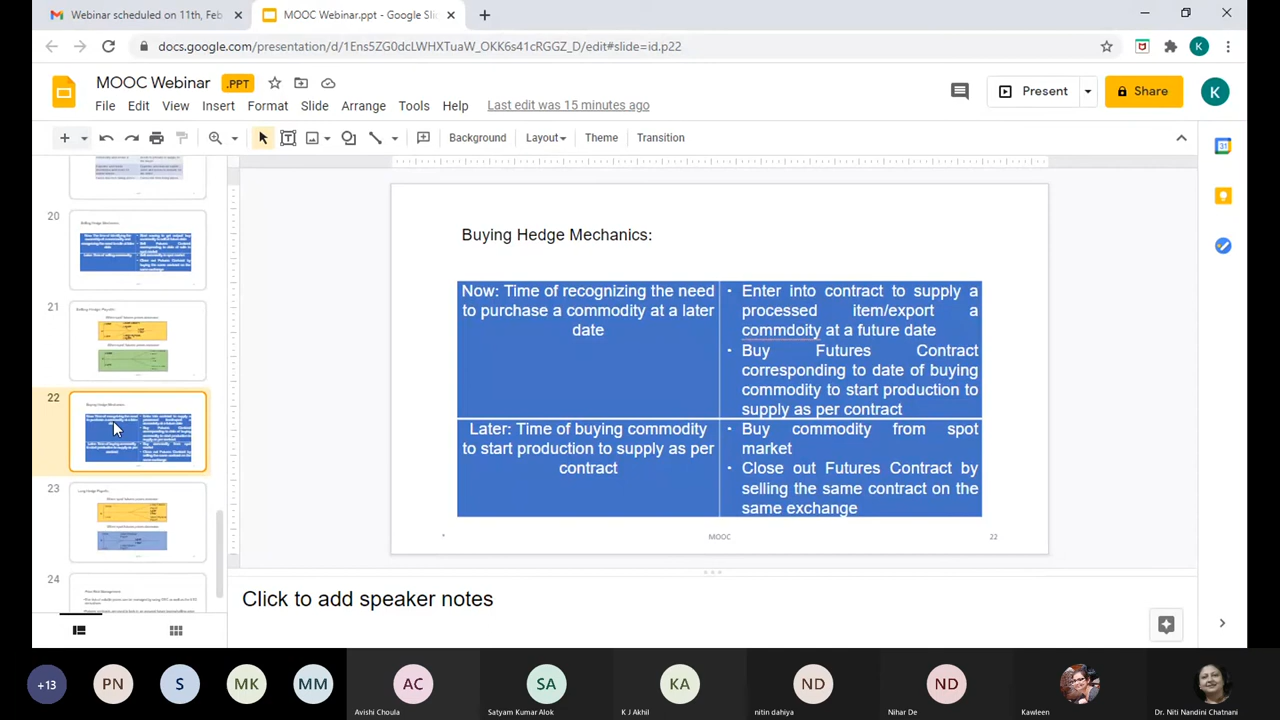 Webinar scheduled on 11th, Feb
MOOC Webinar.ppt - Google Sli
docs.google.com/presentation/d/1Ens5ZG0dcLWHXTuaW_OKK6s41cRGGZ_D/edit#slide=id.p22
K
MOOC Webinar .PPT
File Edit View Insert Format Slide Arrange Tools Help Last edit was 15 minutes ago
Present
Share
K
Background Layout Theme Transition
31
20
21
22
23
24
Buying Hedge Mechanics:
Now: Time of recognizing the need
to purchase a commodity at a later
date
• Enter into contract to supply a
processed item/export a
commdoity at a future date
• Buy Futures Contract
corresponding to date of buying
commodity to start production to
supply as per contract
Later: Time of buying commodity
to start production to supply as per
contract
• Buy commodity from spot
market
• Close out Futures Contract by
selling the same contract on the
same exchange
MOOC
22
Click to add speaker notes
+13 PN S MK MM AC SA KA ND ND
Avishi Choula Satyam Kumar Alok K J Akhil nitin dahiya Nihar De Kawleen Dr. Niti Nandini Chatnani